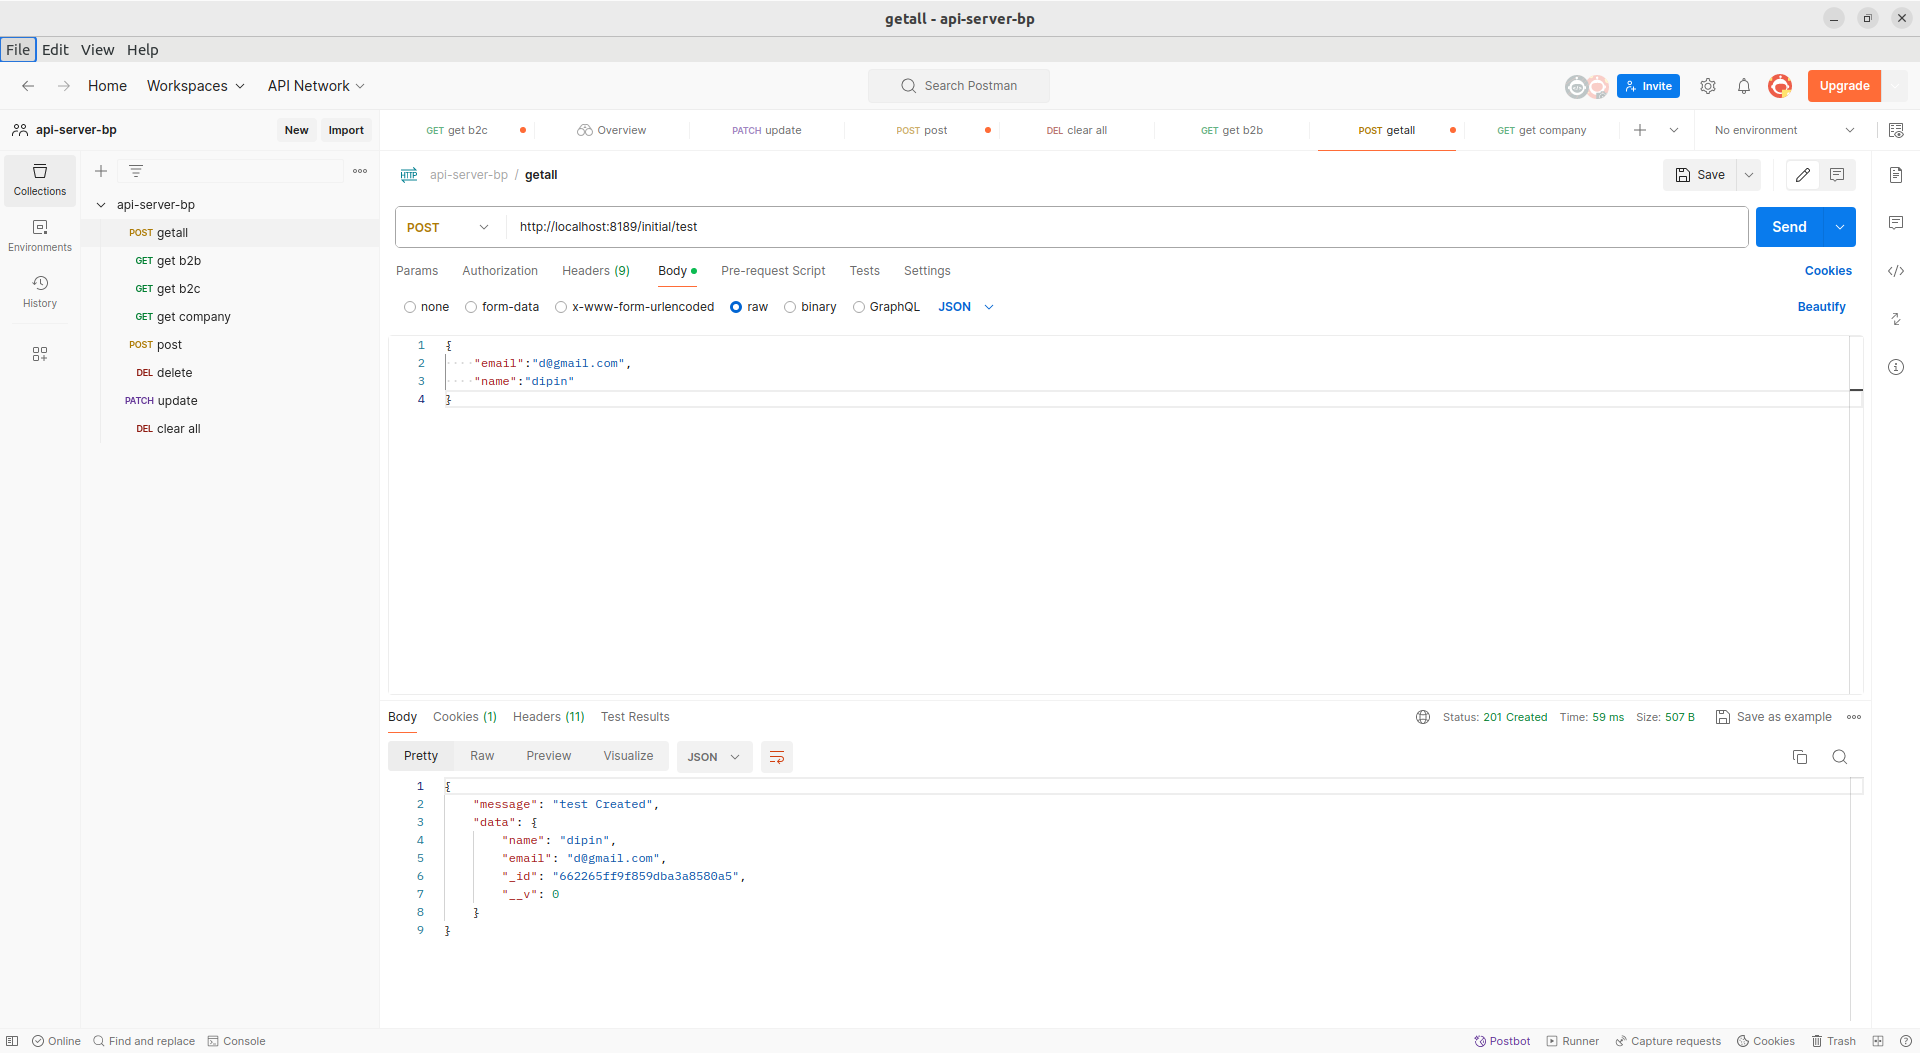 getall - api-server-bp
File Edit View Help
Home Workspaces API Network Search Postman Invite Upgrade
api-server-bp New Import GET get b2c Overview PATCH update POST post DEL clear all GET get b2b POST getall GET get company No environment
Collections
Environments
History
api-server-bp
POST getall
GET get b2b
GET get b2c
GET get company
POST post
DEL delete
PATCH update
DEL clear all
HTTP api-server-bp / getall Save
POST http://localhost:8189/initial/test Send
Params Authorization Headers (9) Body Pre-request Script Tests Settings Cookies
none form-data x-www-form-urlencoded raw binary GraphQL JSON Beautify
1 {
2 "email":"d@gmail.com",
3 "name":"dipin"
4 }
Body Cookies (1) Headers (11) Test Results Status: 201 Created Time: 59 ms Size: 507 B Save as example
Pretty Raw Preview Visualize JSON
1 {
2 "message": "test Created",
3 "data": {
4 "name": "dipin",
5 "email": "d@gmail.com",
6 "_id": "662265ff9f859dba3a8580a5",
7 "__v": 0
8 }
9 }
Online Find and replace Console Postbot Runner Capture requests Cookies Trash